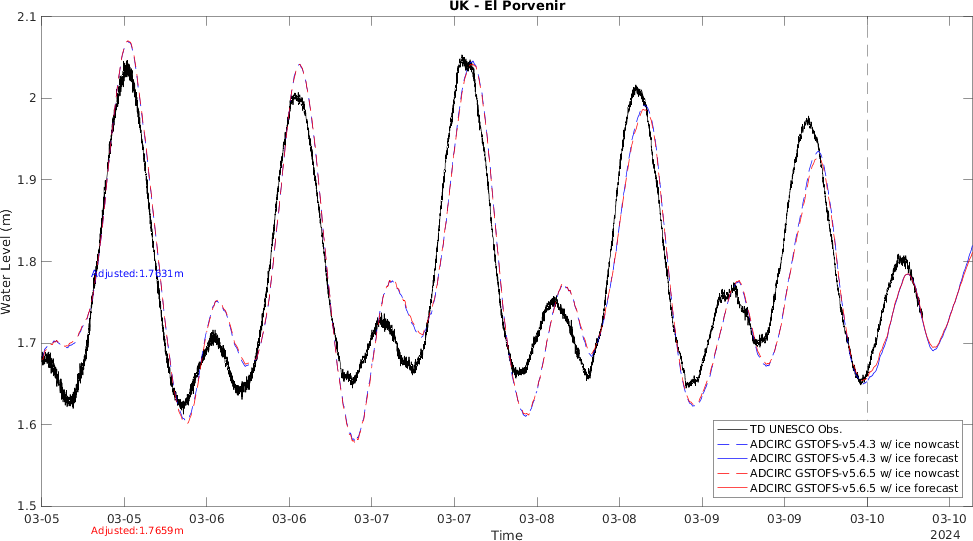 UK - El Porvenir
2.1
2
1.9
1.8
1.7
1.6
1.5
Water Level (m)
Adjusted:1.7631m
TD UNESCO Obs.
ADCIRC GSTOFS-v5.4.3 w/ ice nowcast
ADCIRC GSTOFS-v5.4.3 w/ ice forecast
ADCIRC GSTOFS-v5.6.5 w/ ice nowcast
ADCIRC GSTOFS-v5.6.5 w/ ice forecast
03-05 03-05 03-06 03-06 03-07 03-07 03-08 03-08 03-09 03-09 03-10 03-10
Adjusted:1.7659m
Time
2024